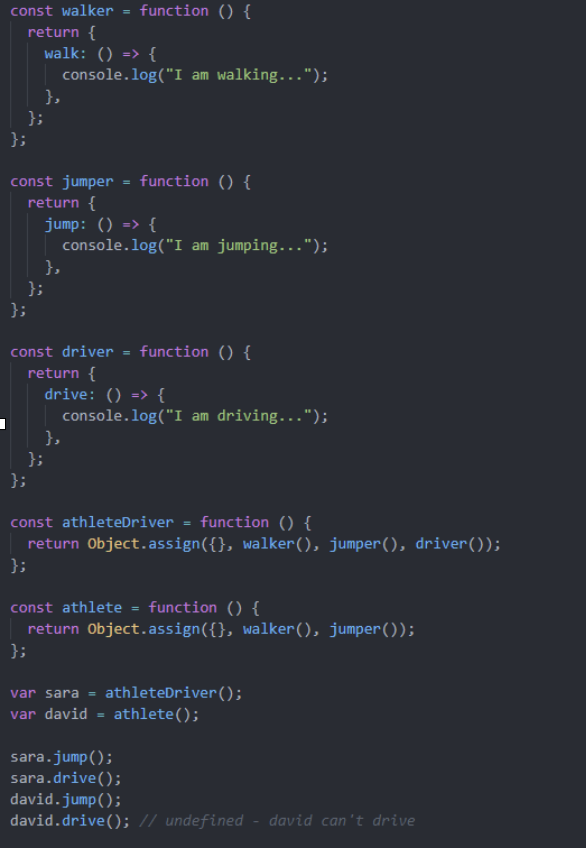 const walker = function () {
  return {
    walk: () => {
      console.log("I am walking...");
    },
  };
};

const jumper = function () {
  return {
    jump: () => {
      console.log("I am jumping...");
    },
  };
};

const driver = function () {
  return {
    drive: () => {
      console.log("I am driving...");
    },
  };
};

const athleteDriver = function () {
  return Object.assign({}, walker(), jumper(), driver());
};

const athlete = function () {
  return Object.assign({}, walker(), jumper());
};

var sara = athleteDriver();
var david = athlete();

sara.jump();
sara.drive();
david.jump();
david.drive(); // undefined - david can't drive